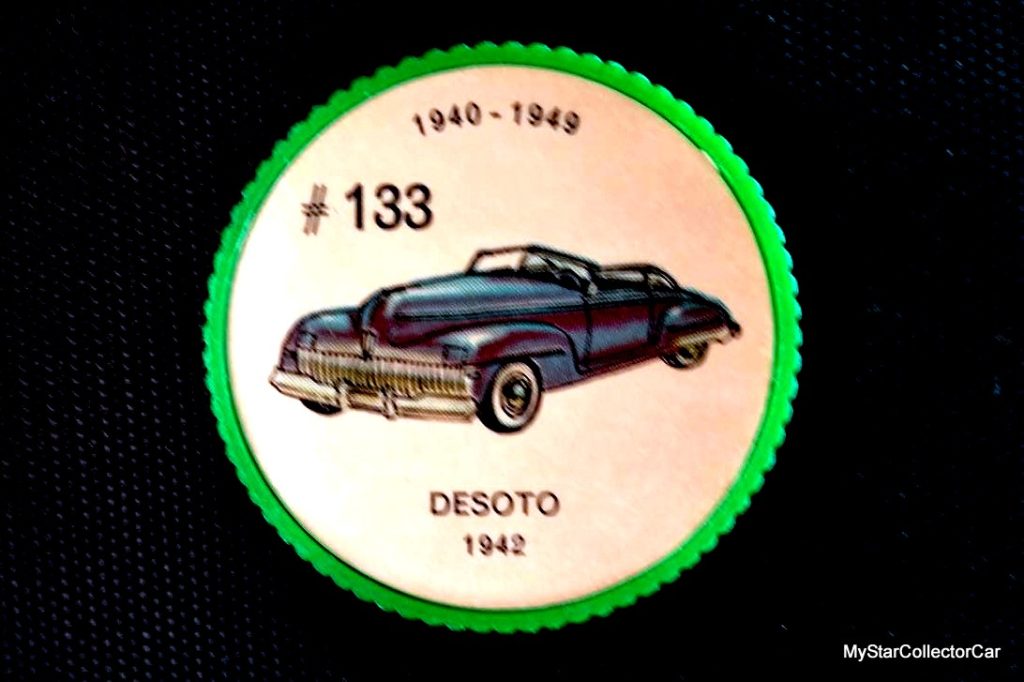 1940 - 1949
# 133
DESOTO
1942
MyStarCollectorCar